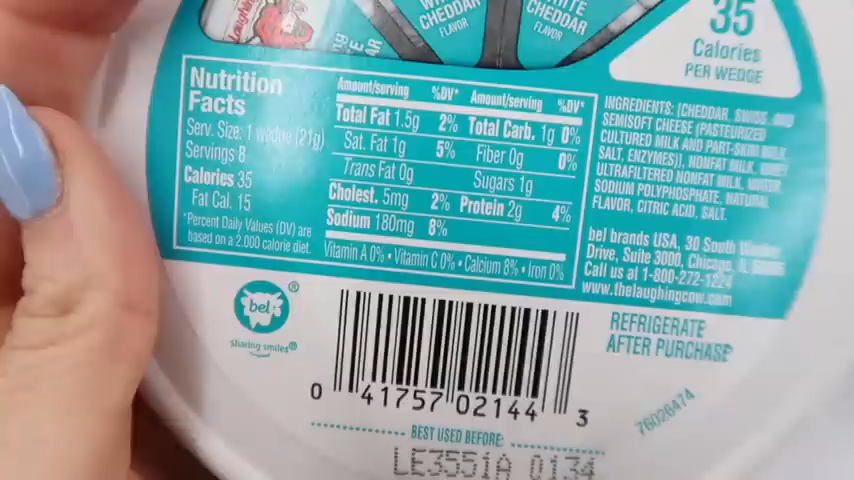 Laughing
WHITE
CHEDDAR
FLAVOR
WHITE
CHEDDAR
FLAVOR
35
Calories
PER WEDGE
Nutrition
Facts
Serv. Size: 1 wedge (21g)
Servings 8
Calories 35
Fat Cal. 15
*Percent Daily Values (DV) are
based on a 2,000 calorie diet.
Amount/serving %DV* Amount/serving %DV*
Total Fat 1.5g 2% Total Carb. 1g 0%
Sat. Fat 1g 5% Fiber 0g 0%
Trans Fat 0g Sugars 1g
Cholest. 5mg 2% Protein 2g 4%
Sodium 180mg 8%
Vitamin A 0% • Vitamin C 0% • Calcium 8% • Iron 0%
INGREDIENTS: [CHEDDAR, SWISS, AND
SEMISOFT CHEESE (PASTEURIZED
CULTURED MILK AND PART-SKIM MILK,
SALT, ENZYMES)], NONFAT MILK, WHEY,
ULTRAFILTERED NONFAT MILK, WATER,
SODIUM POLYPHOSPHATE, NATURAL
FLAVOR, CITRIC ACID, SALT.
bel brands USA, 30 South
Drive, Suite 3000, Chicago, IL
Call us at 1-800-272-1224
www.thelaughingcow.com
bel®
sharing smiles®
0 41757 02144 3
REFRIGERATE
AFTER PURCHASE
76026474
BEST USED BEFORE:
LE3551A 0134